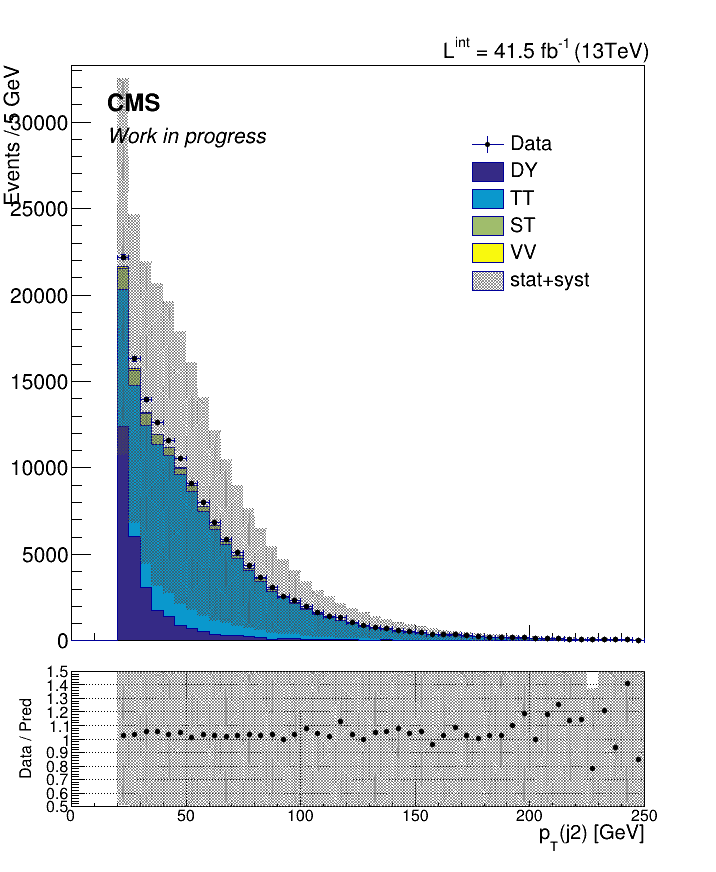 L^int = 41.5 fb^-1 (13TeV)
Events / 5 GeV
CMS
Work in progress
Data
DY
TT
ST
VV
stat+syst
30000
25000
20000
15000
10000
5000
0
1.5
1.4
1.3
1.2
1.1
1
0.9
0.8
0.7
0.6
0.5
Data / Pred
0 50 100 150 200 250
p_T(j2) [GeV]